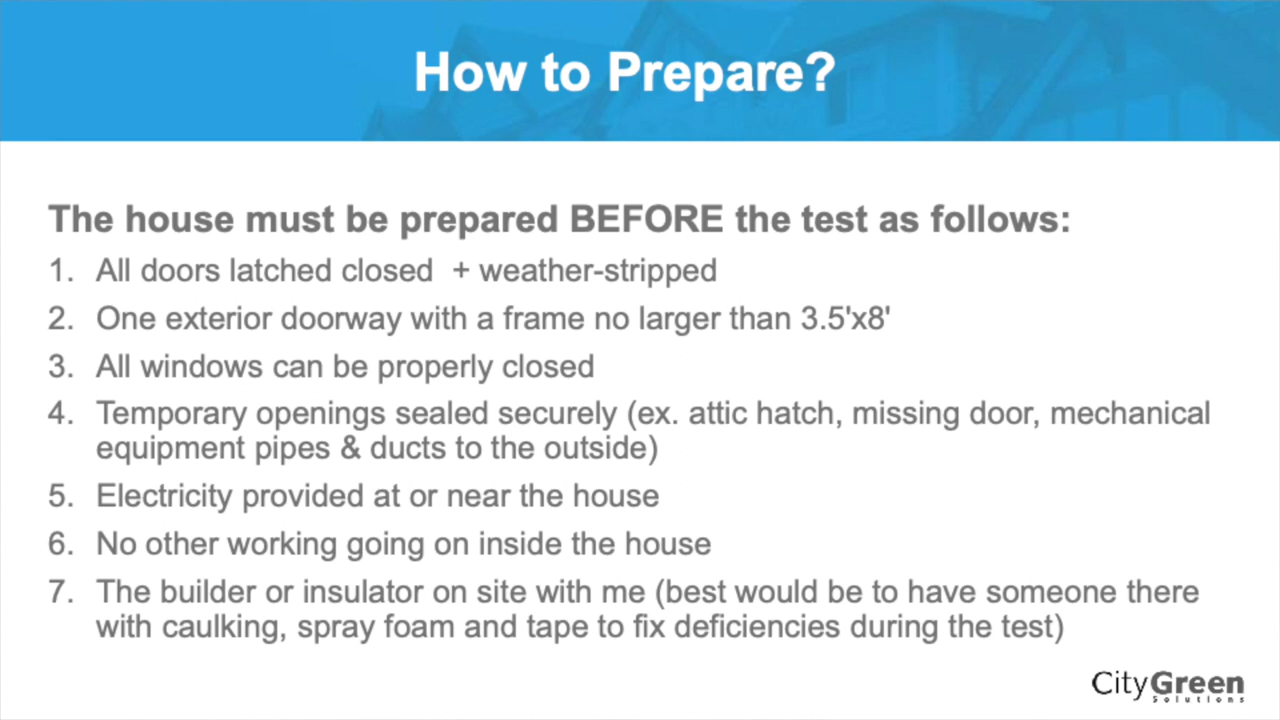 How to Prepare?
The house must be prepared BEFORE the test as follows:
1. All doors latched closed + weather-stripped
2. One exterior doorway with a frame no larger than 3.5'x8'
3. All windows can be properly closed
4. Temporary openings sealed securely (ex. attic hatch, missing door, mechanical
equipment pipes & ducts to the outside)
5. Electricity provided at or near the house
6. No other working going on inside the house
7. The builder or insulator on site with me (best would be to have someone there
with caulking, spray foam and tape to fix deficiencies during the test)
CityGreen
Solutions